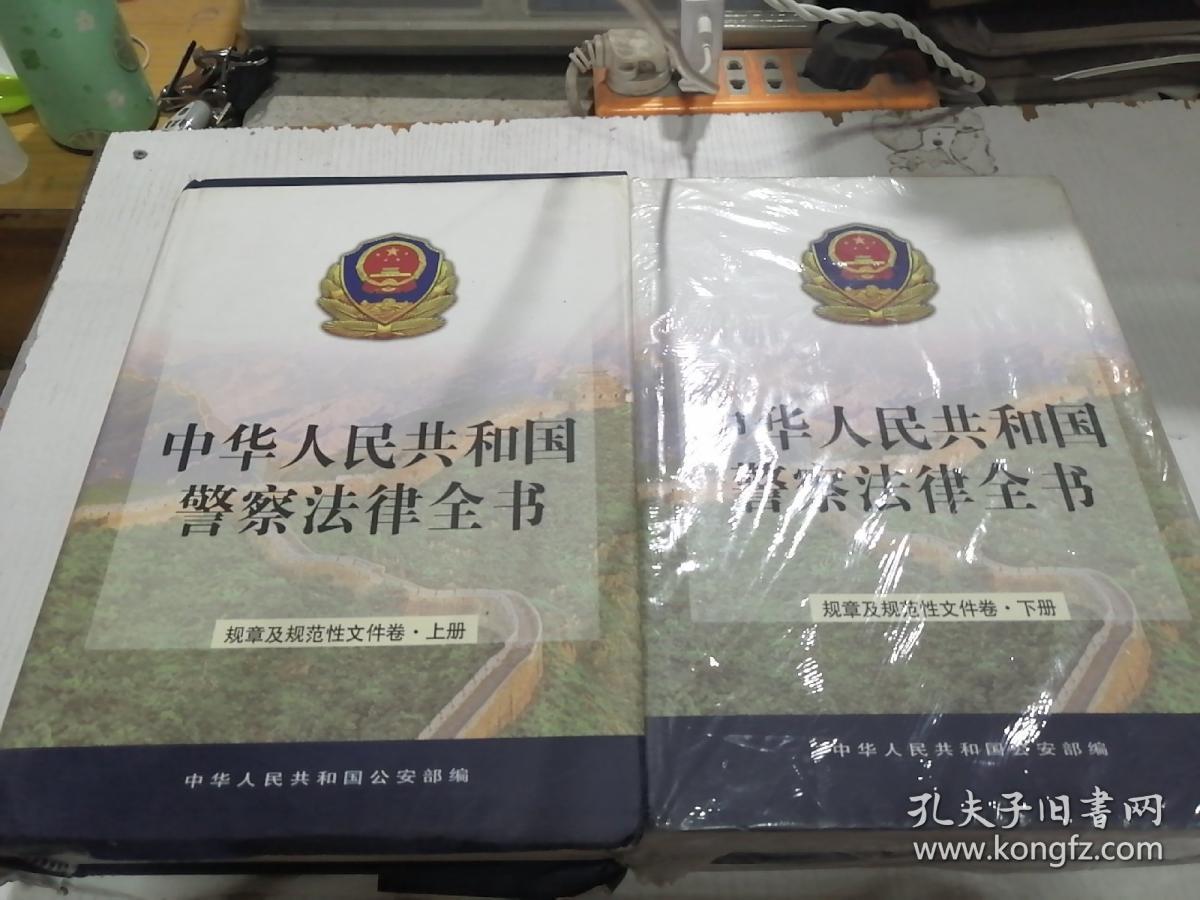 中华人民共和国
警察法律全书
规章及规范性文件卷·上册
中华人民共和国公安部编
中华人民共和国
警察法律全书
规章及规范性文件卷·下册
中华人民共和国公安部编
孔夫子旧書网
www.kongfz.com